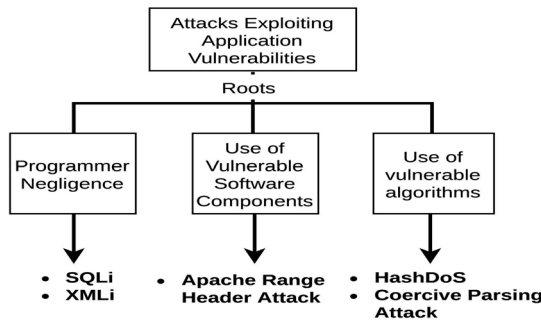 Attacks Exploiting
Application
Vulnerabilities
Roots
Programmer
Negligence
Use of
Vulnerable
Software
Components
Use of
vulnerable
algorithms
• SQLi
• XMLi
• Apache Range
Header Attack
• HashDoS
• Coercive Parsing
Attack